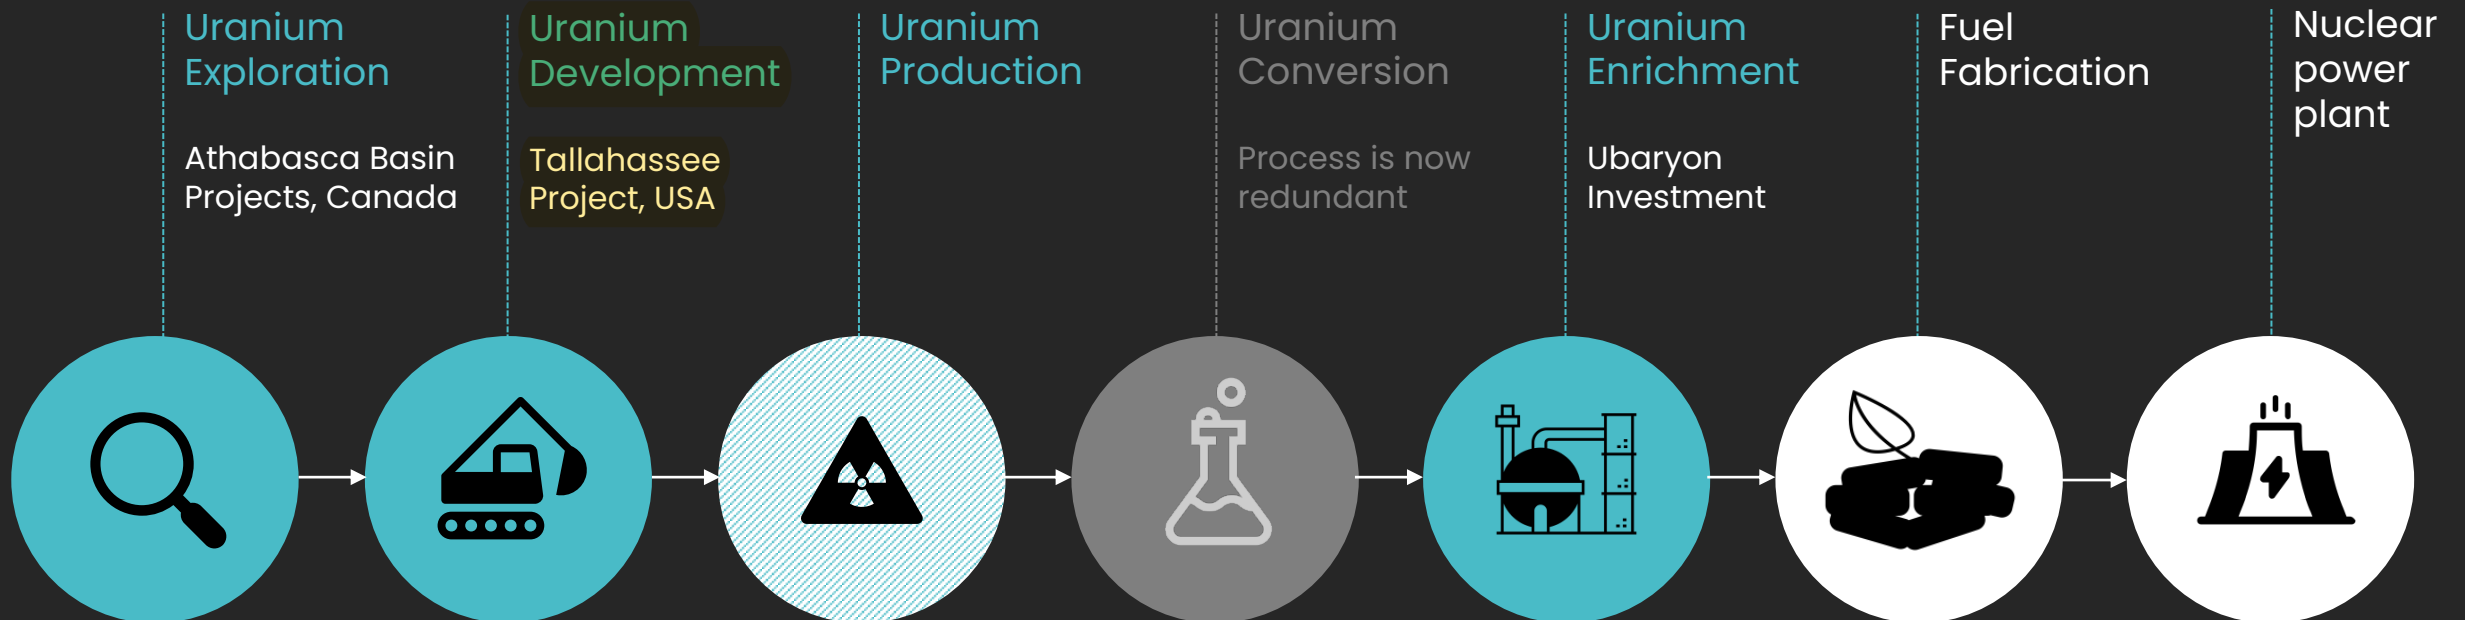 Uranium
Exploration
Athabasca Basin
Projects, Canada
Uranium
Development
Tallahassee
Project, USA
Uranium
Production
Uranium
Conversion
Process is now
redundant
Uranium
Enrichment
Ubaryon
Investment
Fuel
Fabrication
Nuclear
power
plant